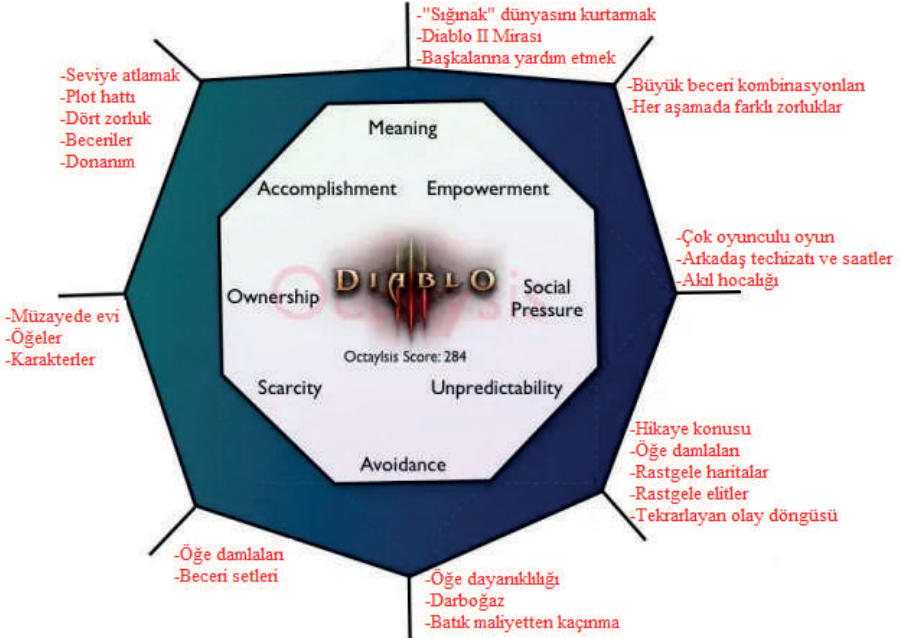 -"Sığınak" dünyasını kurtarmak
-Diablo II Mirası
-Başkalarına yardım etmek
-Seviye atlamak
-Plot hattı
-Dört zorluk
-Beceriler
-Donanım
-Büyük beceri kombinasyonları
-Her aşamada farklı zorluklar
Meaning
Accomplishment
Empowerment
-Çok oyunculu oyun
-Arkadaş techizatı ve saatler
-Akıl hocalığı
Ownership
DIABLO
III
Social
Pressure
Octalysis
Octaylsis Score: 284
-Müzayede evi
-Öğeler
-Karakterler
Scarcity
Unpredictability
Avoidance
-Hikaye konusu
-Öğe damlaları
-Rastgele haritalar
-Rastgele elitler
-Tekrarlayan olay döngüsü
-Öğe damlaları
-Beceri setleri
-Öğe dayanıklılığı
-Darboğaz
-Batık maliyetten kaçınma